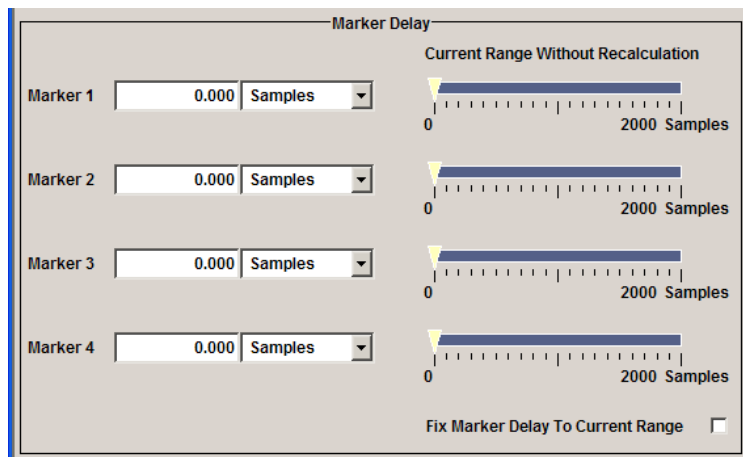 Marker Delay
Current Range Without Recalculation
Marker 1 0.000 Samples
0 2000 Samples
Marker 2 0.000 Samples
0 2000 Samples
Marker 3 0.000 Samples
0 2000 Samples
Marker 4 0.000 Samples
0 2000 Samples
Fix Marker Delay To Current Range